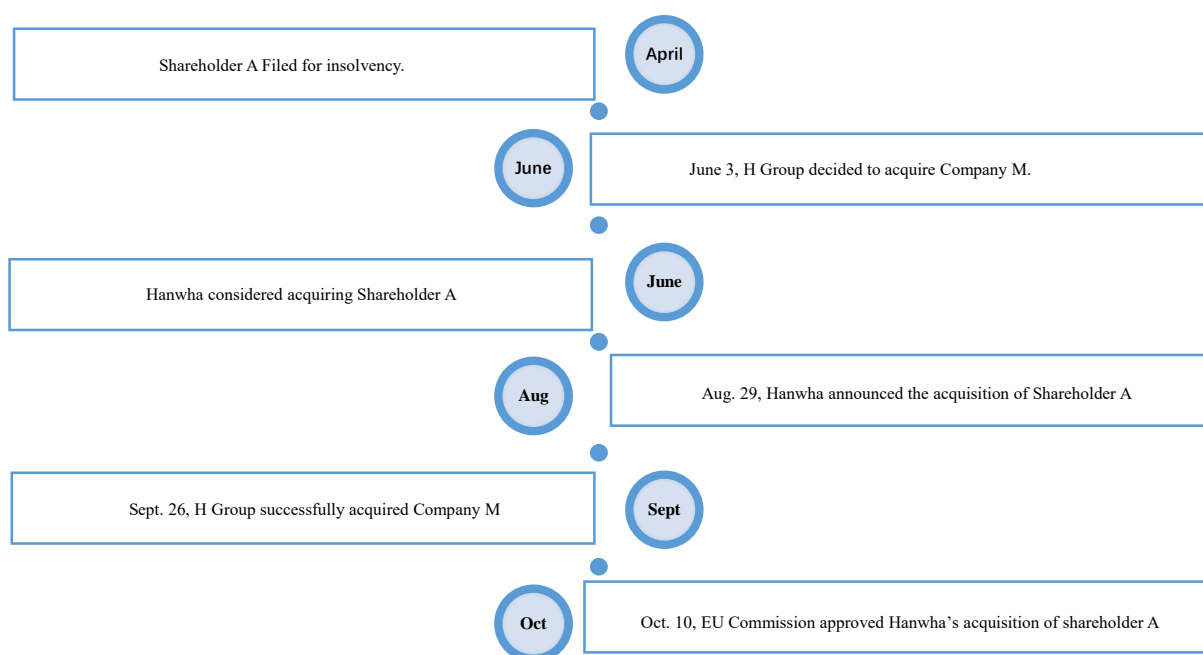 April
Shareholder A Filed for insolvency.
June
June 3, H Group decided to acquire Company M.
June
Hanwha considered acquiring Shareholder A
Aug
Aug. 29, Hanwha announced the acquisition of Shareholder A
Sept
Sept. 26, H Group successfully acquired Company M
Oct
Oct. 10, EU Commission approved Hanwha’s acquisition of shareholder A